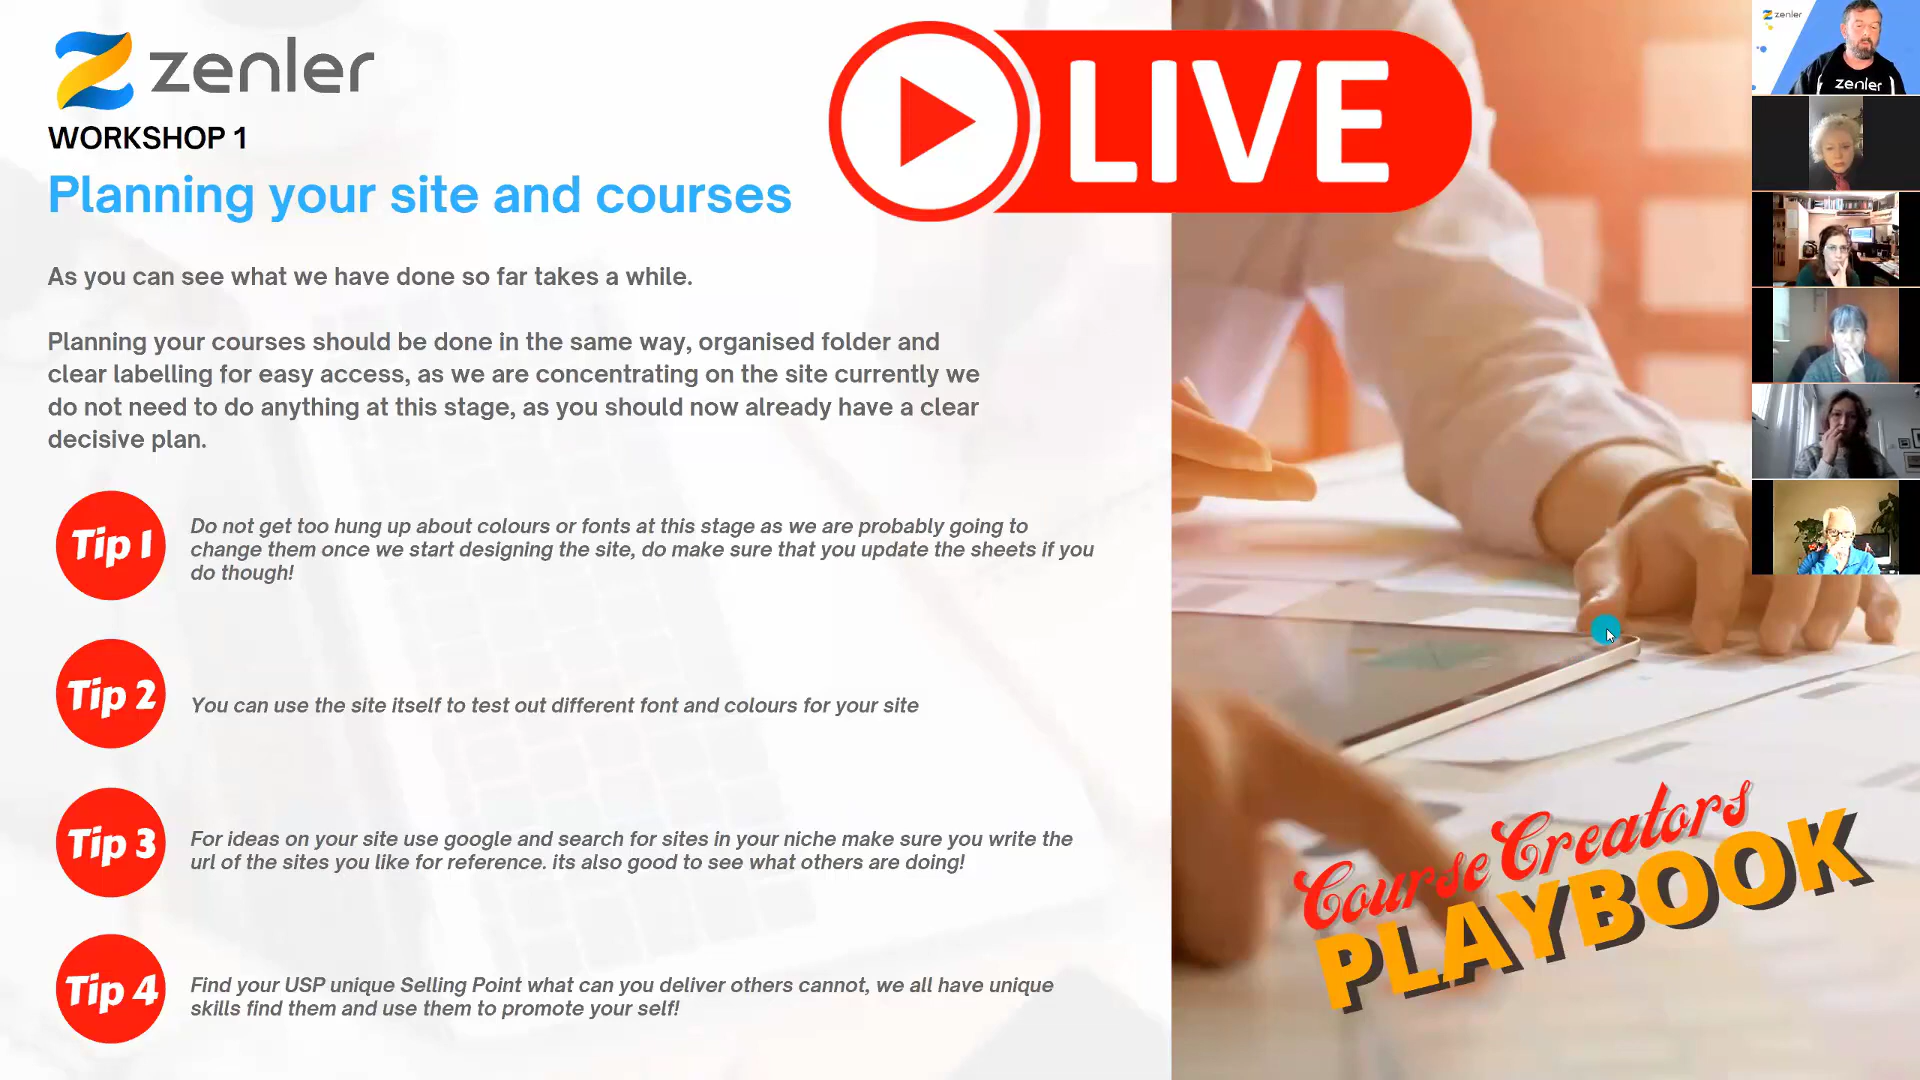 zenler
WORKSHOP 1
Planning your site and courses
LIVE
As you can see what we have done so far takes a while.
Planning your courses should be done in the same way, organised folder and
clear labelling for easy access, as we are concentrating on the site currently we
do not need to do anything at this stage, as you should now already have a clear
decisive plan.
Tip 1
Do not get too hung up about colours or fonts at this stage as we are probably going to
change them once we start designing the site, do make sure that you update the sheets if you
do though!
Tip 2
You can use the site itself to test out different font and colours for your site
Tip 3
For ideas on your site use google and search for sites in your niche make sure you write the
url of the sites you like for reference. its also good to see what others are doing!
Tip 4
Find your USP unique Selling Point what can you deliver others cannot, we all have unique
skills find them and use them to promote your self!
Course Creators
PLAYBOOK
zenler
zenler